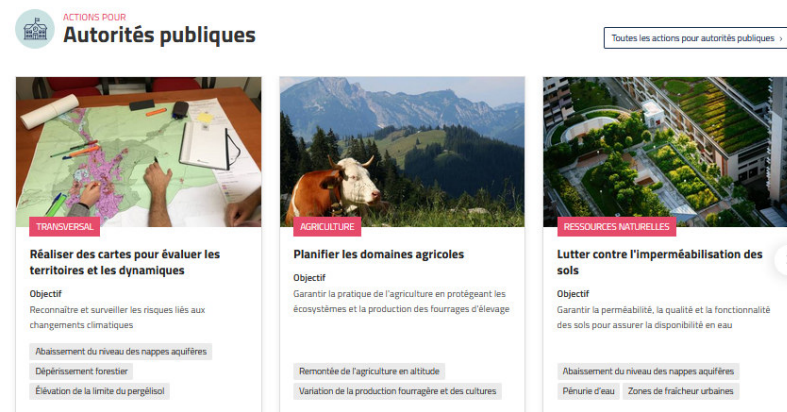 ACTIONS POUR
Autorités publiques
Toutes les actions pour autorités publiques ›
TRANSVERSAL
Réaliser des cartes pour évaluer les
territoires et les dynamiques
Objectif
Reconnaître et surveiller les risques liés aux
changements climatiques
Abaissement du niveau des nappes aquifères
Dépérissement forestier
Élévation de la limite du pergélisol
AGRICULTURE
Planifier les domaines agricoles
Objectif
Garantir la pratique de l'agriculture en protégeant les
écosystèmes et la production des fourrages d'élevage
Remontée de l'agriculture en altitude
Variation de la production fourragère et des cultures
RESSOURCES NATURELLES
Lutter contre l'imperméabilisation des
sols
Objectif
Garantir la perméabilité, la qualité et la fonctionnalité
des sols pour assurer la disponibilité en eau
Abaissement du niveau des nappes aquifères
Pénurie d'eau
Zones de fraîcheur urbaines